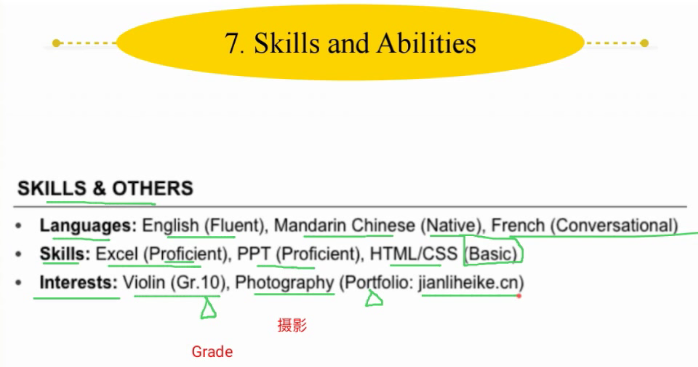 7. Skills and Abilities
SKILLS & OTHERS
• Languages: English (Fluent), Mandarin Chinese (Native), French (Conversational)
• Skills: Excel (Proficient), PPT (Proficient), HTML/CSS (Basic)
• Interests: Violin (Gr.10), Photography (Portfolio: jianliheike.cn)
摄影
Grade